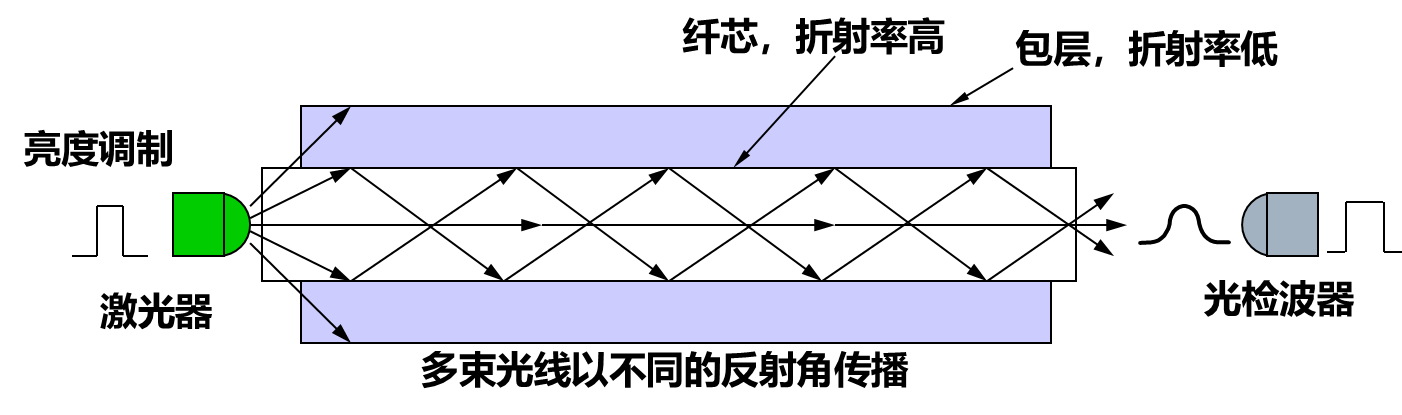 纤芯，折射率高
包层，折射率低
亮度调制
激光器
光检波器
多束光线以不同的反射角传播